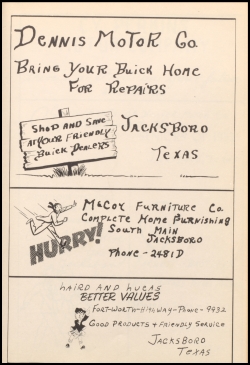 Dennis Motor Co.
Bring Your Buick Home
For Repairs
Shop and Save
At Your Friendly
Buick Dealers
Jacksboro
Texas
McCoy Furniture Co.
Complete Home Furnishing
South Main
Jacksboro
Phone - 2481D
HURRY!
Laird and Lucas
Better Values
Fort-Worth-Highway-Phone-9932
Good Products + Friendly Service
Jacksboro
Texas